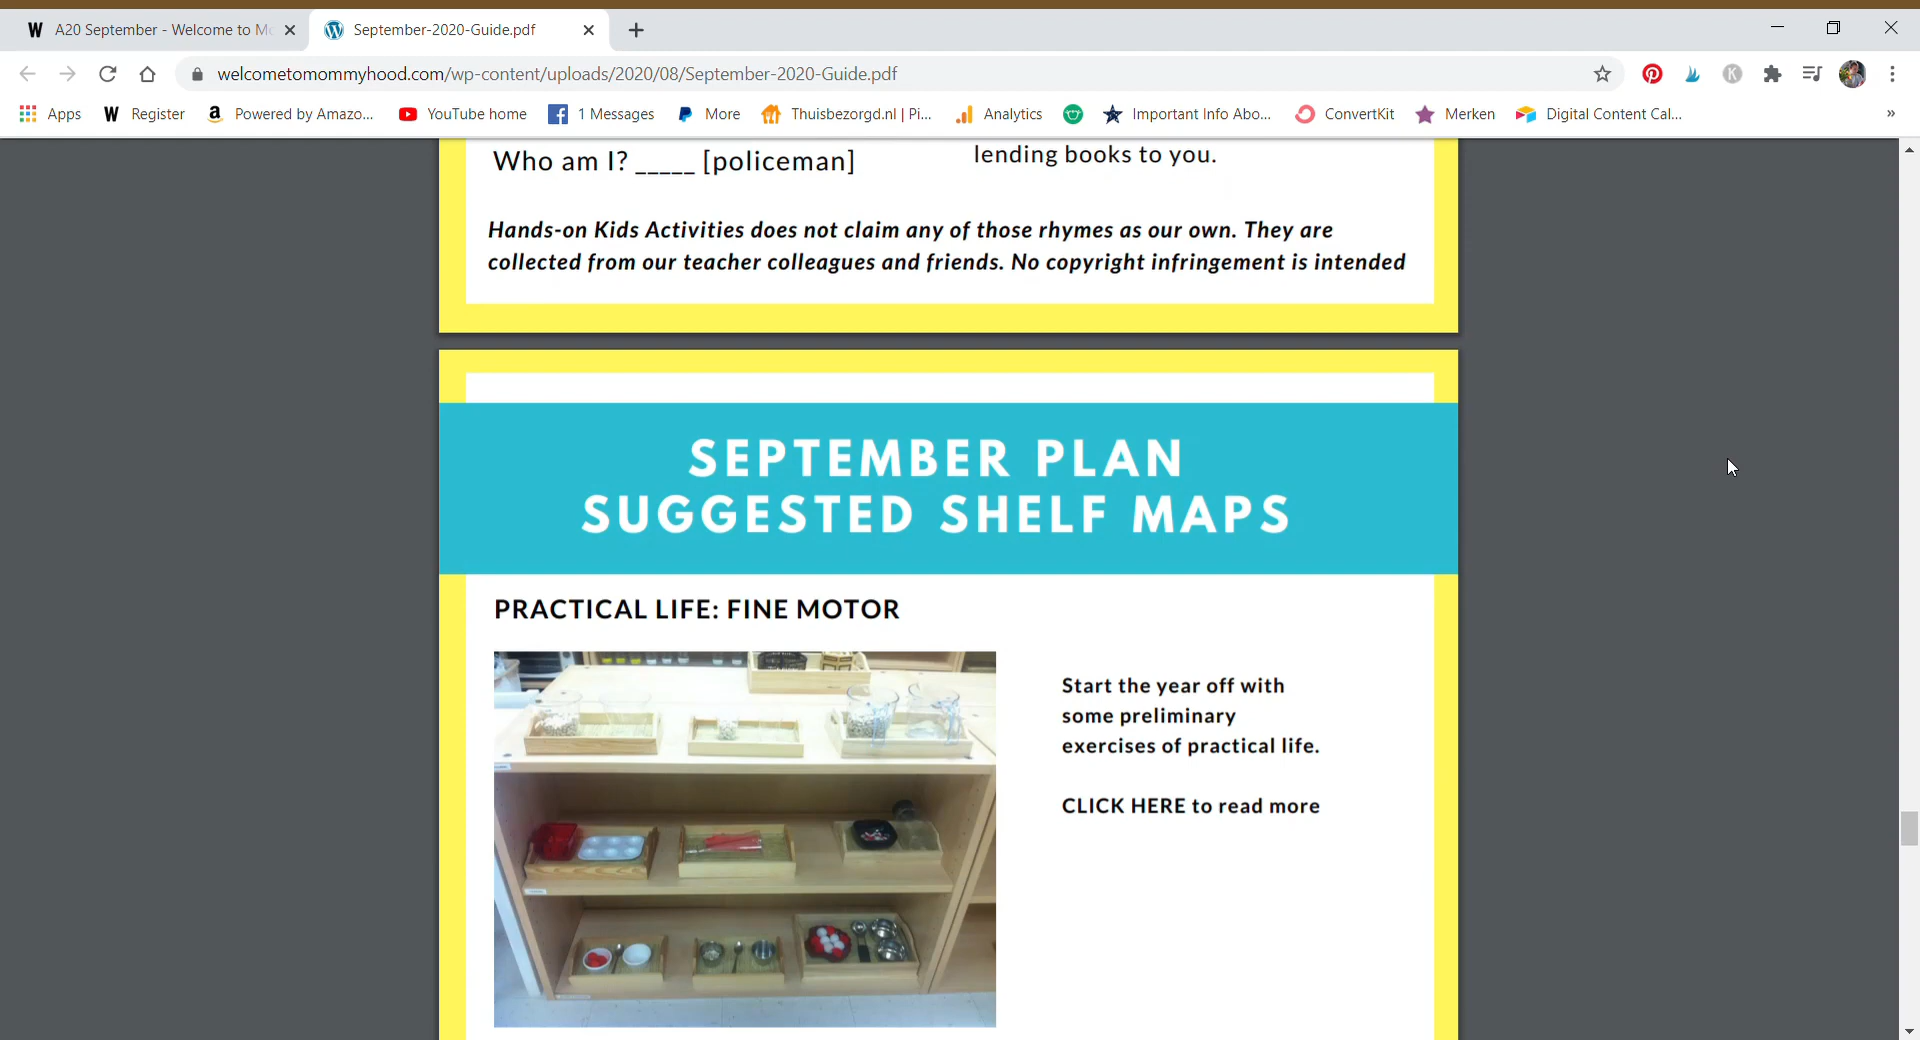 A20 September - Welcome to Mo
September-2020-Guide.pdf
welcometomommyhood.com/wp-content/uploads/2020/08/September-2020-Guide.pdf
Apps
Register
Powered by Amazo...
YouTube home
1 Messages
More
Thuisbezorgd.nl | Pi...
Analytics
Important Info Abo...
ConvertKit
Merken
Digital Content Cal...
»
Who am I? _____ [policeman]
lending books to you.
Hands-on Kids Activities does not claim any of those rhymes as our own. They are
collected from our teacher colleagues and friends. No copyright infringement is intended
SEPTEMBER PLAN
SUGGESTED SHELF MAPS
PRACTICAL LIFE: FINE MOTOR
Start the year off with
some preliminary
exercises of practical life.
CLICK HERE to read more